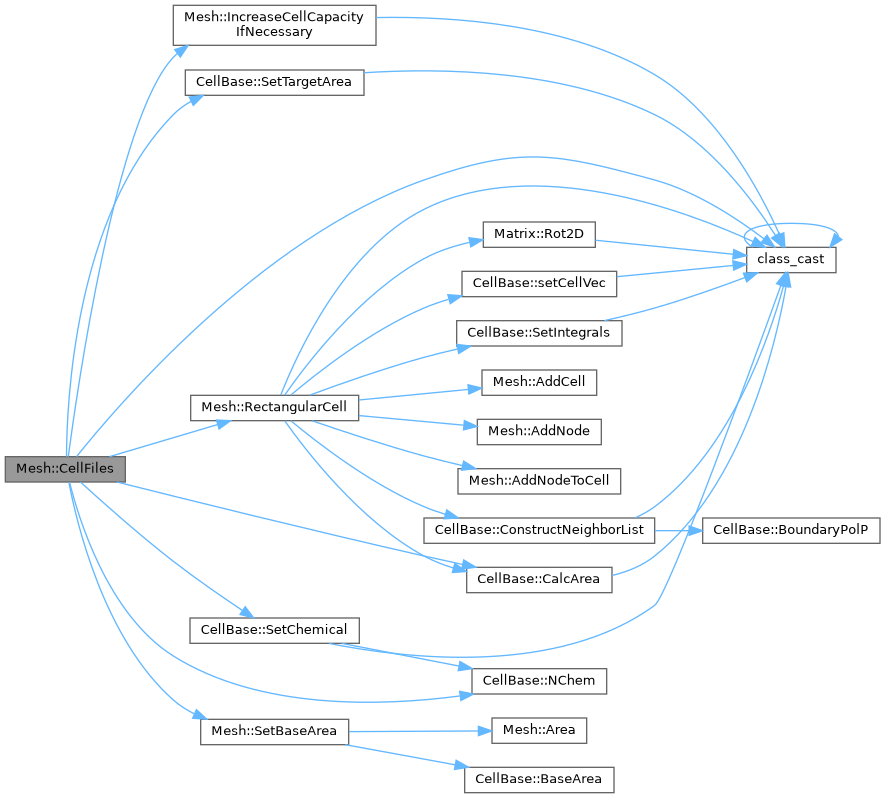 Mesh::IncreaseCellCapacity
IfNecessary
CellBase::SetTargetArea
Matrix::Rot2D
class_cast
CellBase::setCellVec
CellBase::SetIntegrals
Mesh::AddCell
Mesh::RectangularCell
Mesh::AddNode
Mesh::CellFiles
Mesh::AddNodeToCell
CellBase::ConstructNeighborList
CellBase::BoundaryPolP
CellBase::CalcArea
CellBase::SetChemical
CellBase::NChem
Mesh::SetBaseArea
Mesh::Area
CellBase::BaseArea